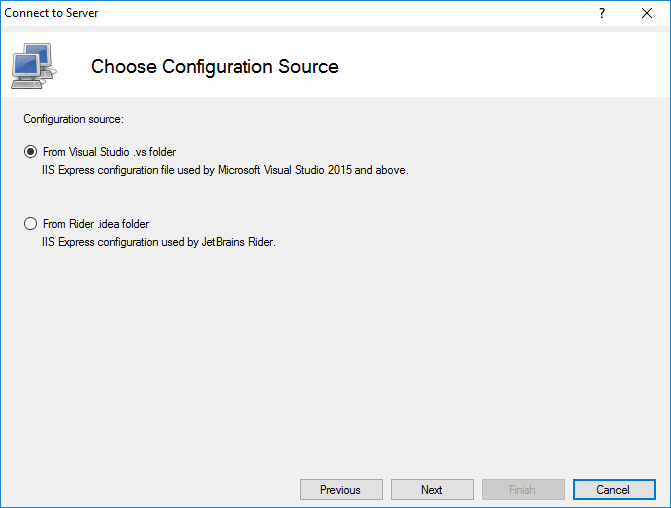 Connect to Server
?
Choose Configuration Source
Configuration source:
From Visual Studio .vs folder
IIS Express configuration file used by Microsoft Visual Studio 2015 and above.
From Rider .idea folder
IIS Express configuration used by JetBrains Rider.
Previous Next Finish Cancel